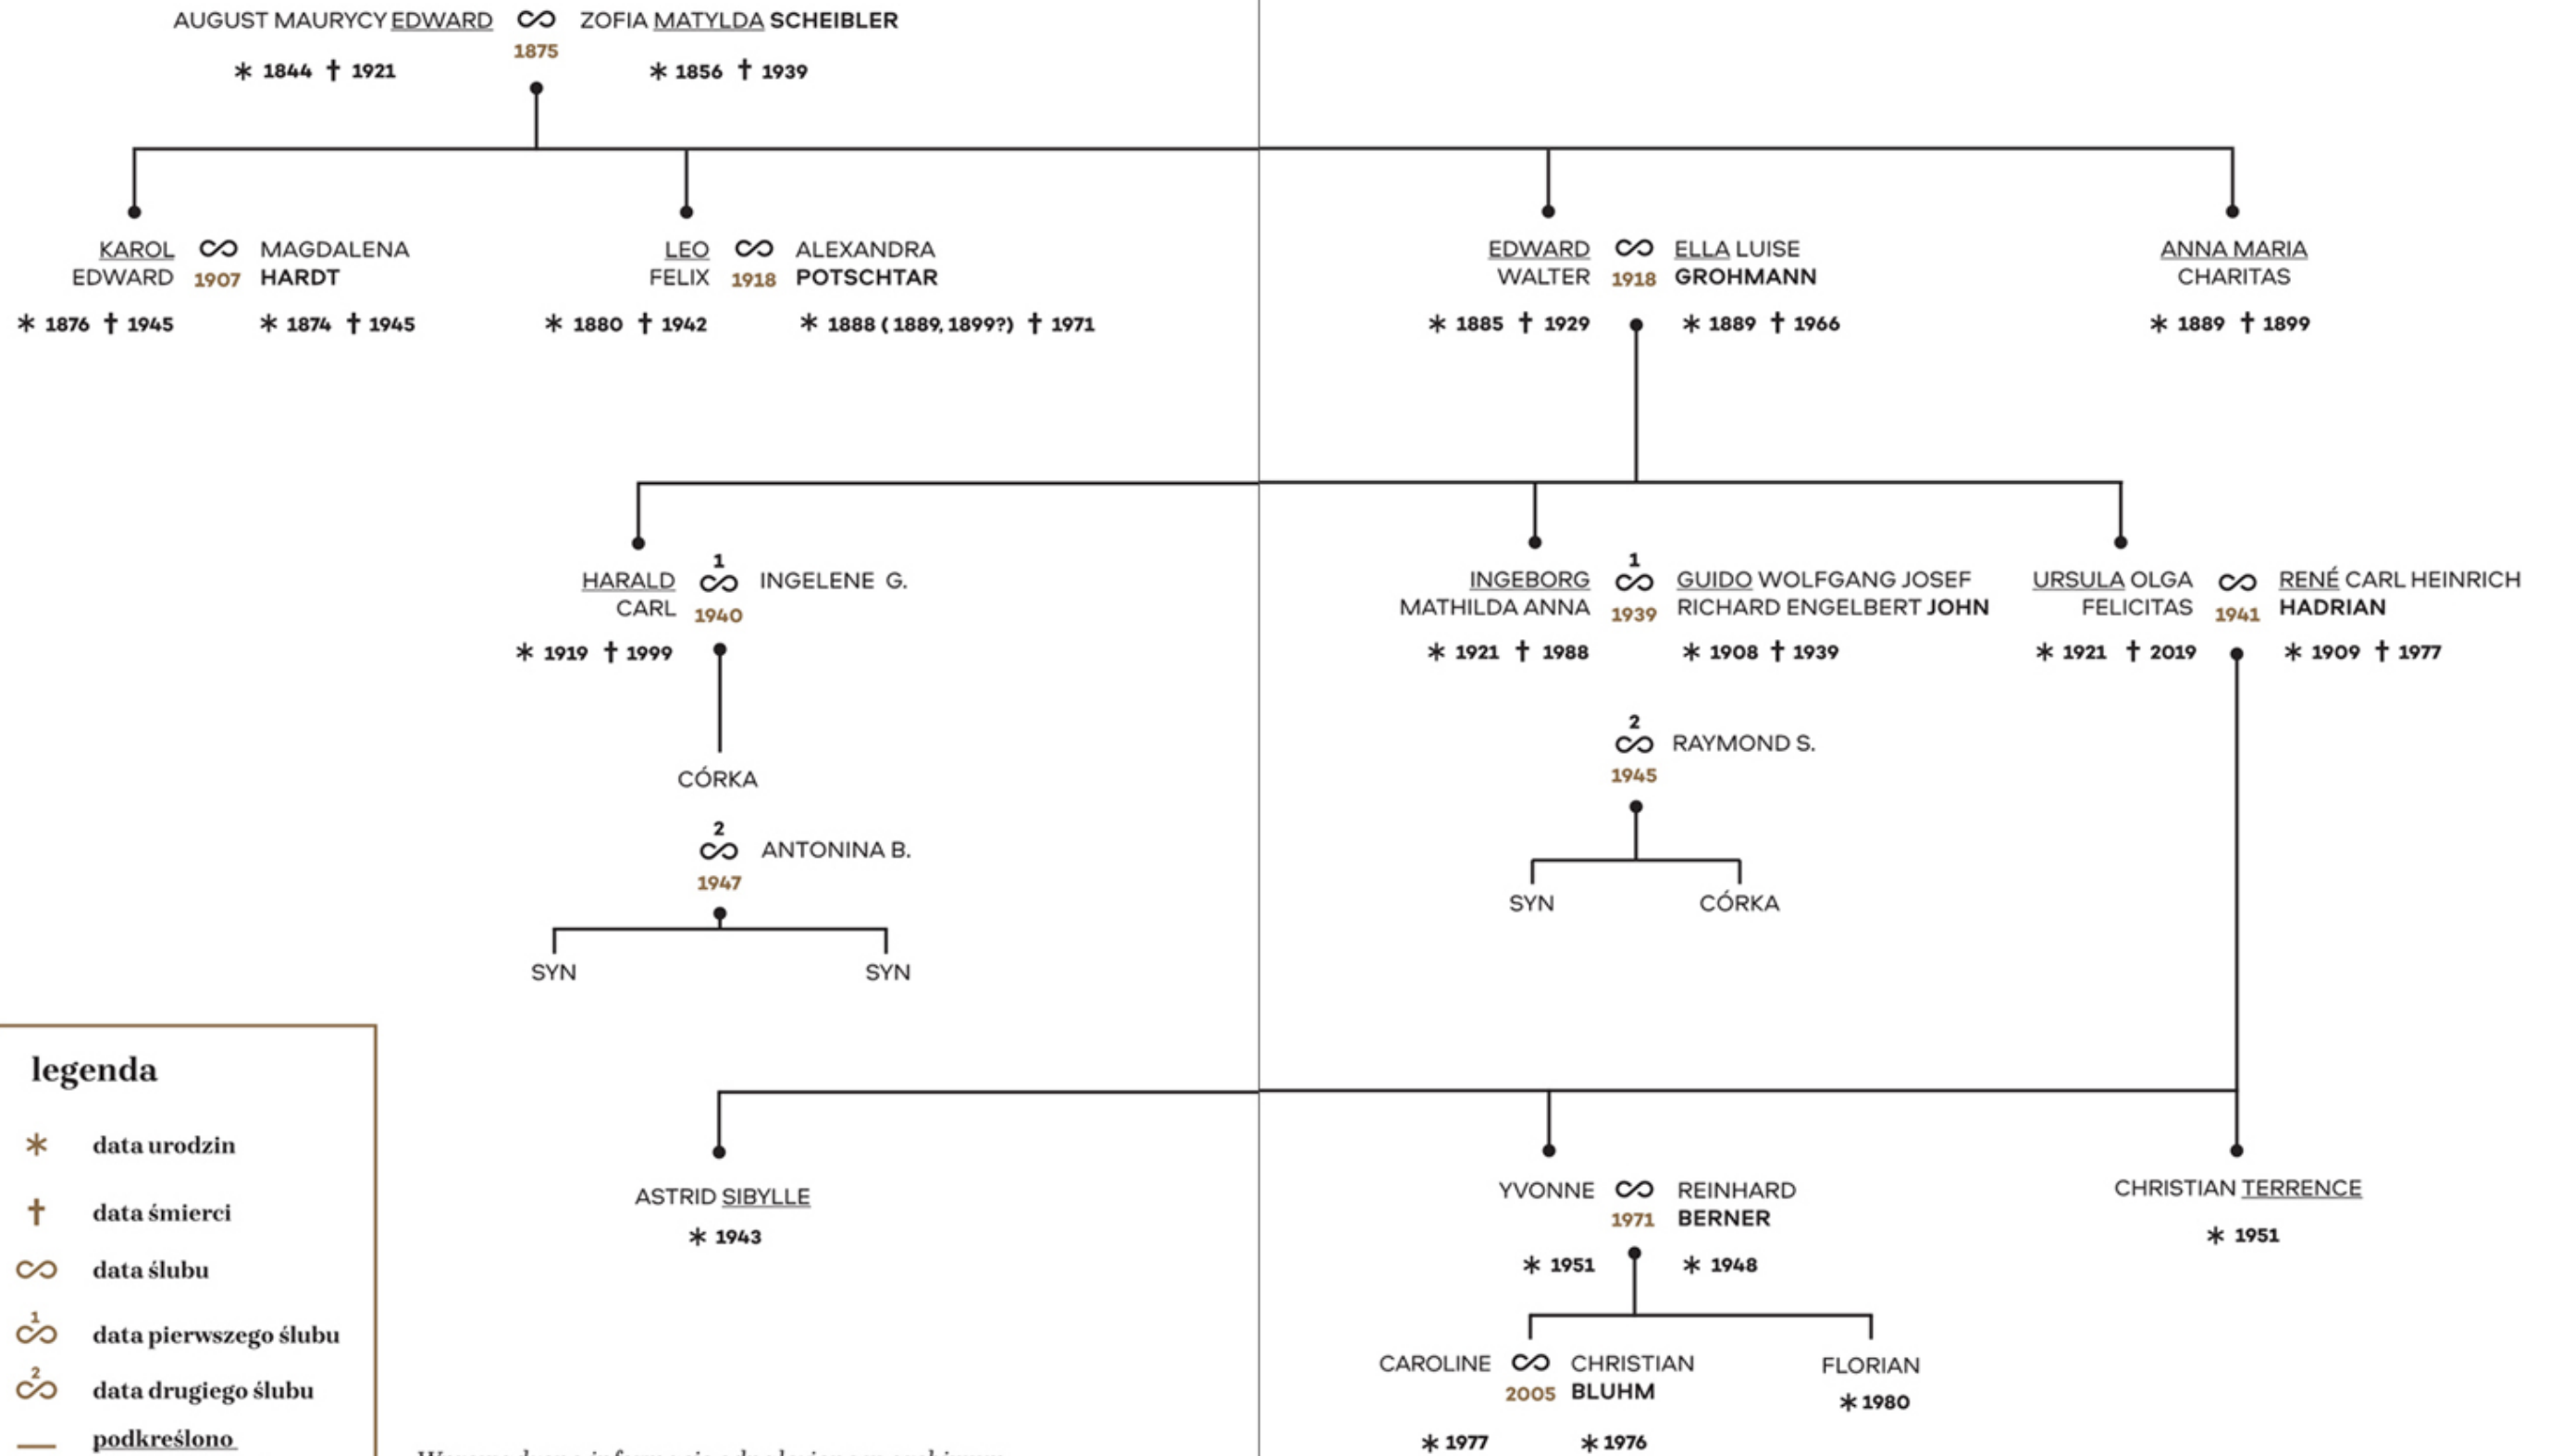 AUGUST MAURYCY EDWARD ∞ ZOFIA MATYLDA SCHEIBLER
1875
* 1844 † 1921 * 1856 † 1939
KAROL ∞ MAGDALENA LEO ∞ ALEXANDRA EDWARD ∞ ELLA LUISE ANNA MARIA
EDWARD 1907 HARDT FELIX 1918 POTSCHTAR WALTER 1918 GROHMANN CHARITAS
* 1876 † 1945 * 1874 † 1945 * 1880 † 1942 * 1888 ( 1889, 1899?) † 1971 * 1885 † 1929 * 1889 † 1966 * 1889 † 1899
1 1
HARALD ∞ INGELENE G. INGEBORG ∞ GUIDO WOLFGANG JOSEF URSULA OLGA ∞ RENÉ CARL HEINRICH
CARL 1940 MATHILDA ANNA 1939 RICHARD ENGELBERT JOHN FELICITAS 1941 HADRIAN
* 1919 † 1999 * 1921 † 1988 * 1908 † 1939 * 1921 † 2019 * 1909 † 1977
2
∞ RAYMOND S.
1945
CÓRKA
2
∞ ANTONINA B.
1947
SYN CÓRKA
SYN SYN
legenda
* data urodzin
† data śmierci
∞ data ślubu
1
∞ data pierwszego ślubu
2
∞ data drugiego ślubu
— podkreślono
ASTRID SIBYLLE YVONNE ∞ REINHARD CHRISTIAN TERRENCE
1971 BERNER
* 1943 * 1951 * 1948 * 1951
CAROLINE ∞ CHRISTIAN FLORIAN
2005 BLUHM
* 1980
* 1977 * 1976